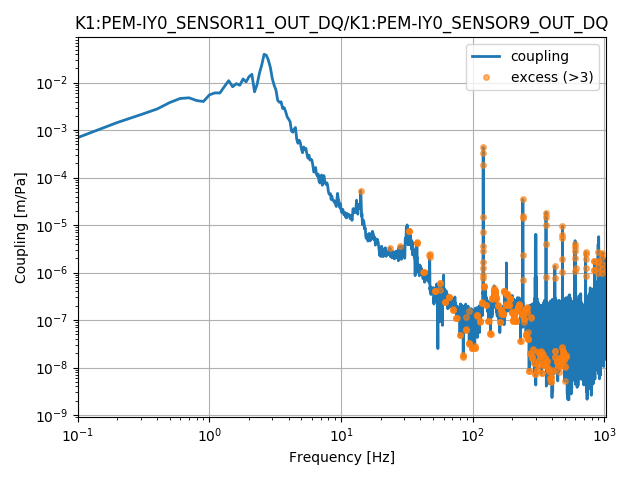 K1:PEM-IY0_SENSOR11_OUT_DQ/K1:PEM-IY0_SENSOR9_OUT_DQ
coupling
excess (>3)
Coupling [m/Pa]
10⁻²
10⁻³
10⁻⁴
10⁻⁵
10⁻⁶
10⁻⁷
10⁻⁸
10⁻⁹
10⁻¹ 10⁰ 10¹ 10² 10³
Frequency [Hz]